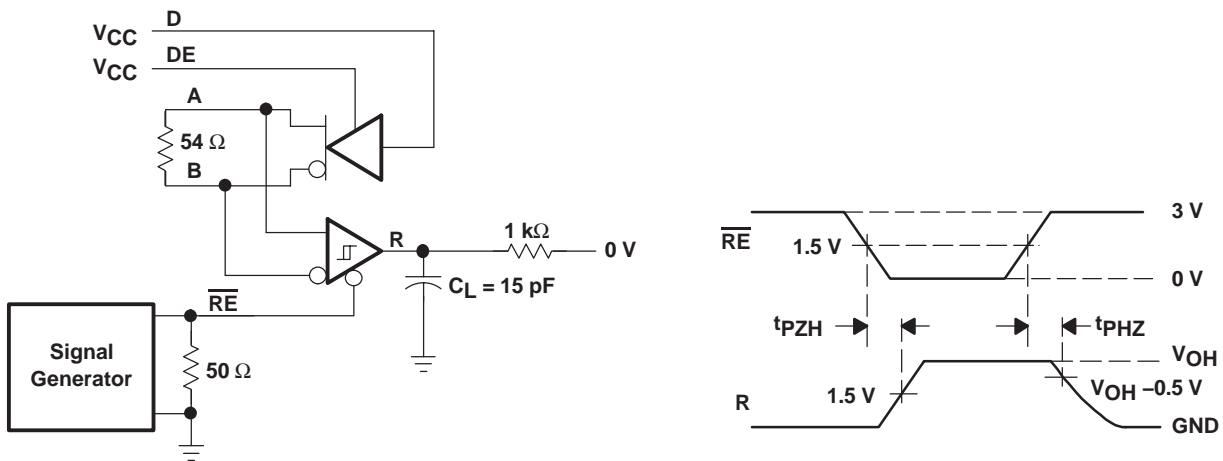 VCC D
VCC DE
A
54 Ω
B
R
1 kΩ
0 V
CL = 15 pF
RE
Signal
Generator
50 Ω
3 V
RE
1.5 V
0 V
tPZH
tPHZ
VOH
VOH –0.5 V
1.5 V
R
GND